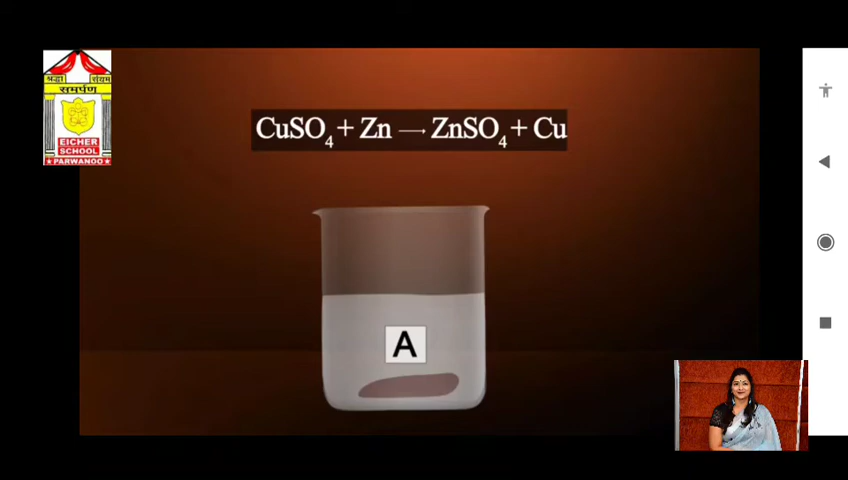 श्रद्धा संयम
समर्पण
EICHER
SCHOOL
★ PARWANOO ★
CuSO₄ + Zn → ZnSO₄ + Cu
A